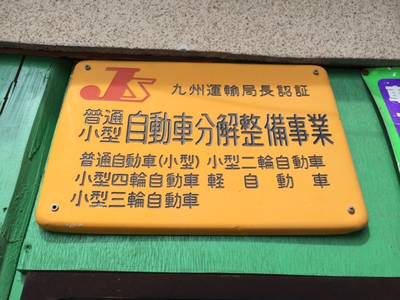 JS 九州運輸局長認証
普通
小型 自動車分解整備事業
普通自動車(小型) 小型二輪自動車
小型四輪自動車 軽自動車
小型三輪自動車